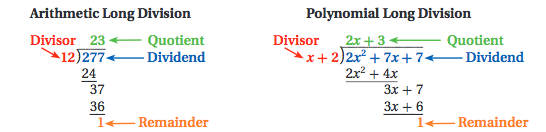 Arithmetic Long Division
Divisor 23 Quotient
12)277 Dividend
24
37
36
1 Remainder
Polynomial Long Division
Divisor 2x + 3 Quotient
x + 2)2x² + 7x + 7 Dividend
2x² + 4x
3x + 7
3x + 6
1 Remainder